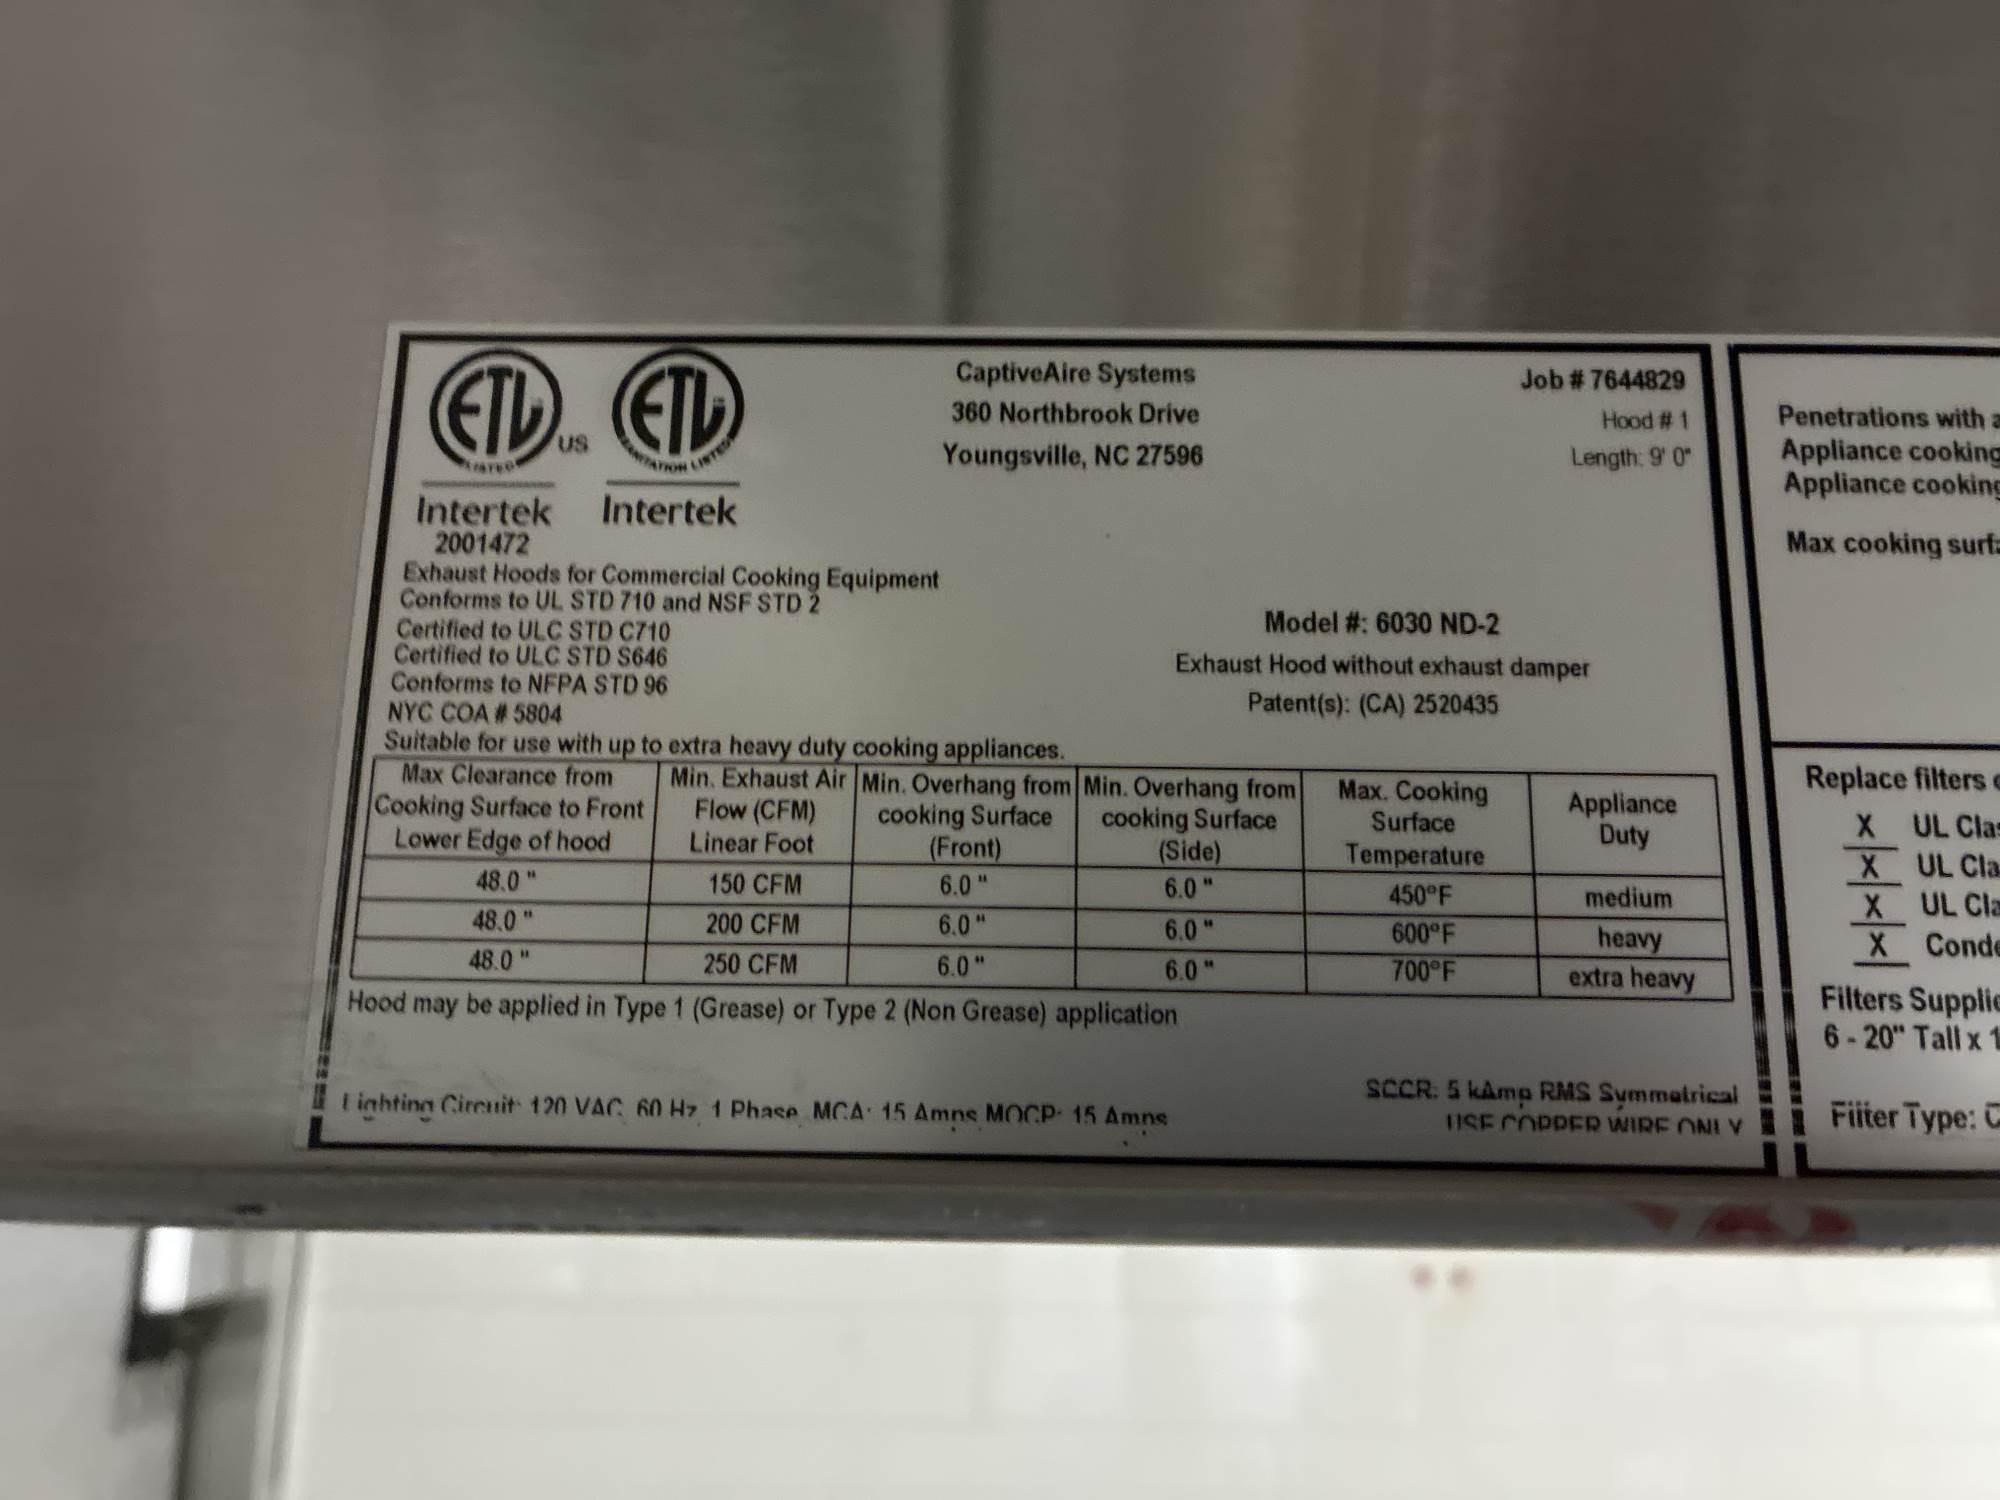 ETL
LISTED
US
Intertek
2001472
ETL
SANITATION LISTED
Intertek
CaptiveAire Systems
360 Northbrook Drive
Youngsville, NC 27596
Job # 7644829
Hood # 1
Length: 9' 0"
Exhaust Hoods for Commercial Cooking Equipment
Conforms to UL STD 710 and NSF STD 2
Certified to ULC STD C710
Certified to ULC STD S646
Conforms to NFPA STD 96
NYC COA # 5804
Model #: 6030 ND-2
Exhaust Hood without exhaust damper
Patent(s): (CA) 2520435
Suitable for use with up to extra heavy duty cooking appliances.
Max Clearance from
Cooking Surface to Front
Lower Edge of hood
Min. Exhaust Air
Flow (CFM)
Linear Foot
Min. Overhang from
cooking Surface
(Front)
Min. Overhang from
cooking Surface
(Side)
Max. Cooking
Surface
Temperature
Appliance
Duty
48.0 " 150 CFM 6.0 " 6.0 " 450°F medium
48.0 " 200 CFM 6.0 " 6.0 " 600°F heavy
48.0 " 250 CFM 6.0 " 6.0 " 700°F extra heavy
Hood may be applied in Type 1 (Grease) or Type 2 (Non Grease) application
Lighting Circuit: 120 VAC, 60 Hz, 1 Phase, MCA: 15 Amps MOCP: 15 Amps
SCCR: 5 kAmp RMS Symmetrical
USE COPPER WIRE ONLY
Penetrations with
Appliance cooking
Appliance cooking
Max cooking
Replace filters
X UL
X UL
X UL
X
Filters
6 - 20" Tall x
Filter Type: